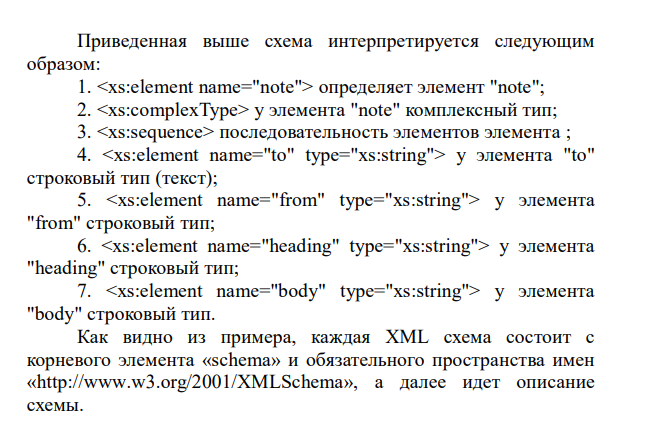 Приведенная выше схема интерпретируется следующим
образом:
1. <xs:element name="note"> определяет элемент "note";
2. <xs:complexType> у элемента "note" комплексный тип;
3. <xs:sequence> последовательность элементов элемента ;
4. <xs:element name="to" type="xs:string"> у элемента "to"
строковый тип (текст);
5. <xs:element name="from" type="xs:string"> у элемента
"from" строковый тип;
6. <xs:element name="heading" type="xs:string"> у элемента
"heading" строковый тип;
7. <xs:element name="body" type="xs:string"> у элемента
"body" строковый тип.
Как видно из примера, каждая XML схема состоит с
корневого элемента «schema» и обязательного пространства имен
«http://www.w3.org/2001/XMLSchema», а далее идет описание
схемы.